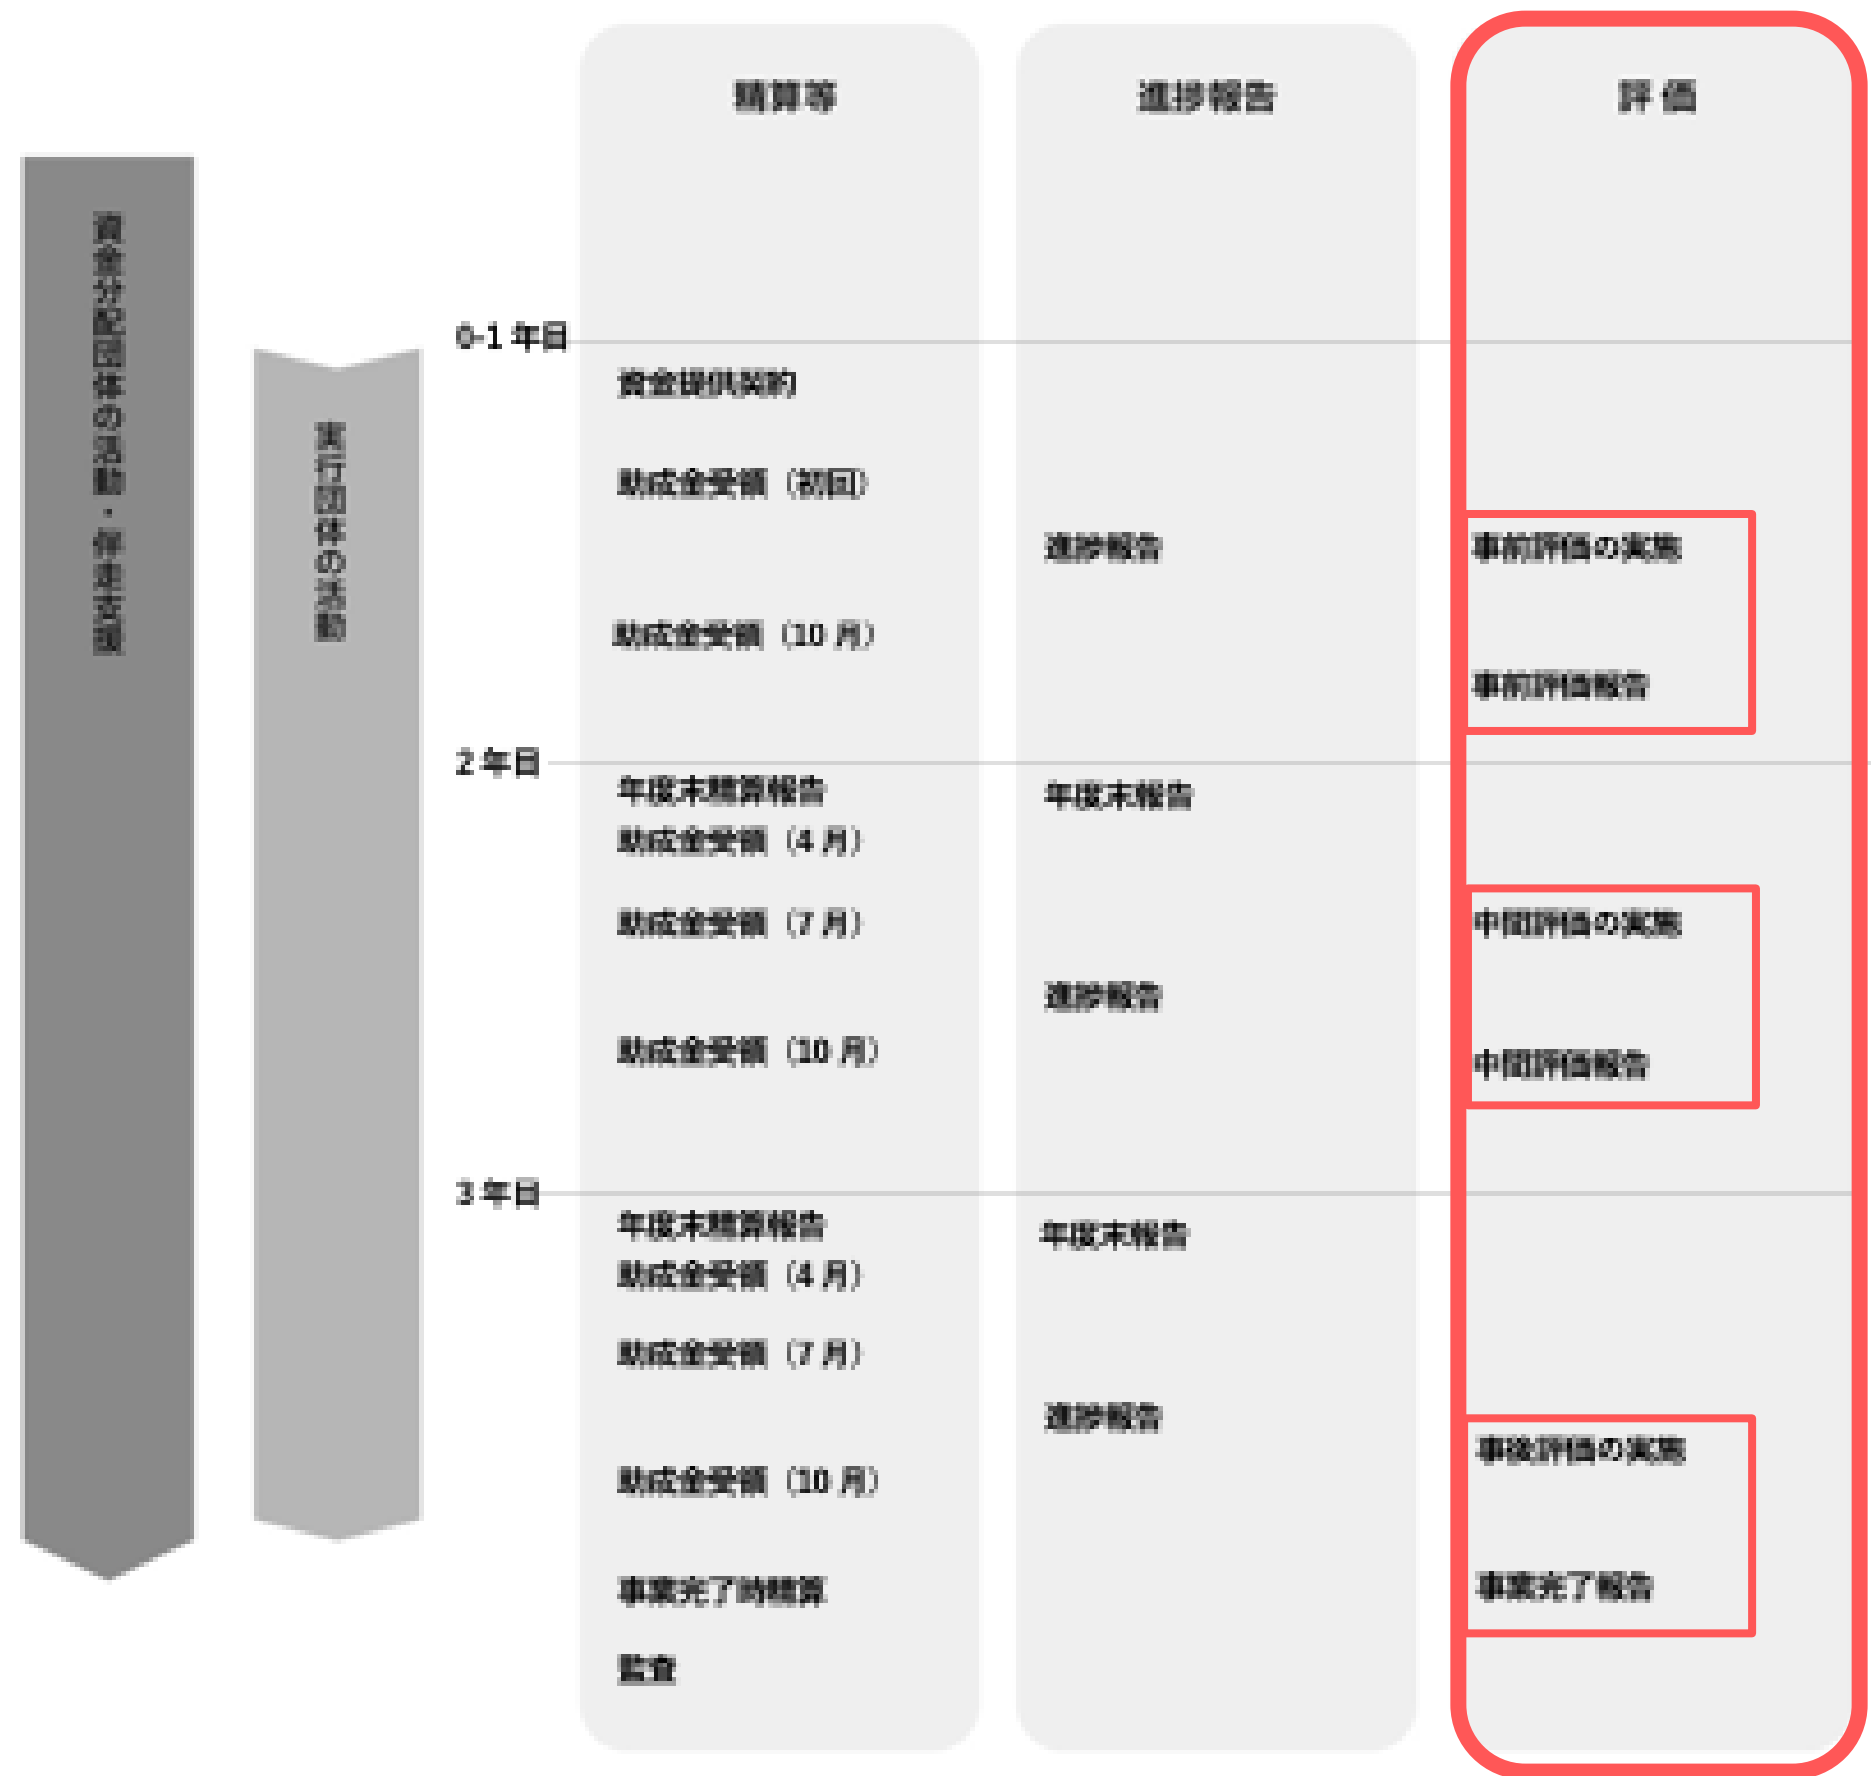 精算等
進捗報告
評価
資金分配団体の活動・伴走支援
実行団体の活動
0-1 年目
資金提供契約
助成金受領（初回）
進捗報告
事前評価の実施
助成金受領（10 月）
事前評価報告
2 年目
年度末精算報告
年度末報告
助成金受領（4 月）
助成金受領（7 月）
中間評価の実施
進捗報告
助成金受領（10 月）
中間評価報告
3 年目
年度末精算報告
年度末報告
助成金受領（4 月）
助成金受領（7 月）
進捗報告
事後評価の実施
助成金受領（10 月）
事業完了時精算
事業完了報告
監査